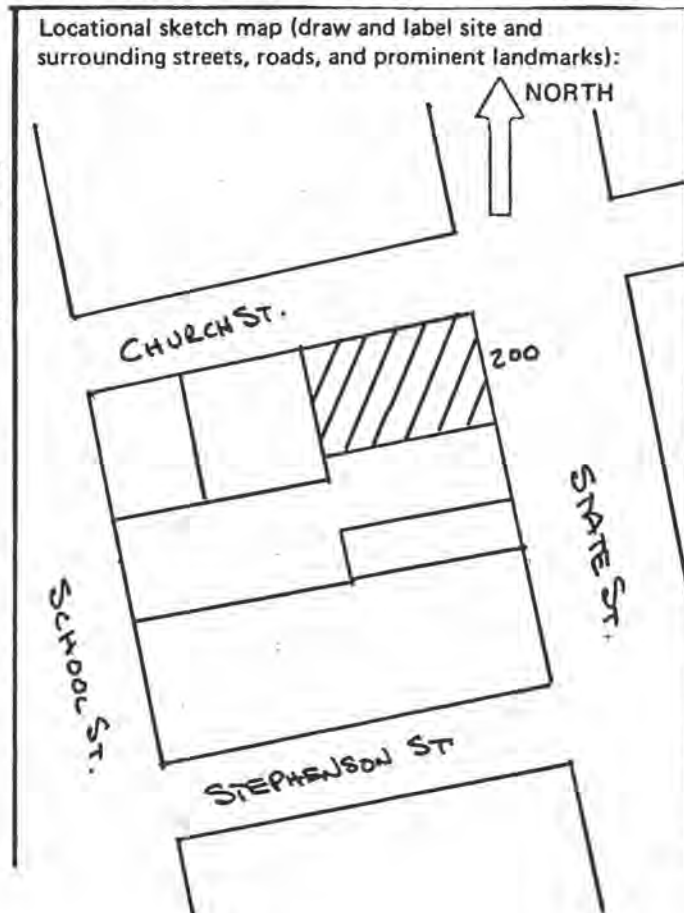 Locational sketch map (draw and label site and
surrounding streets, roads, and prominent landmarks):
NORTH
CHURCH ST.
200
STATE ST.
SCHOOL ST.
STEPHENSON ST